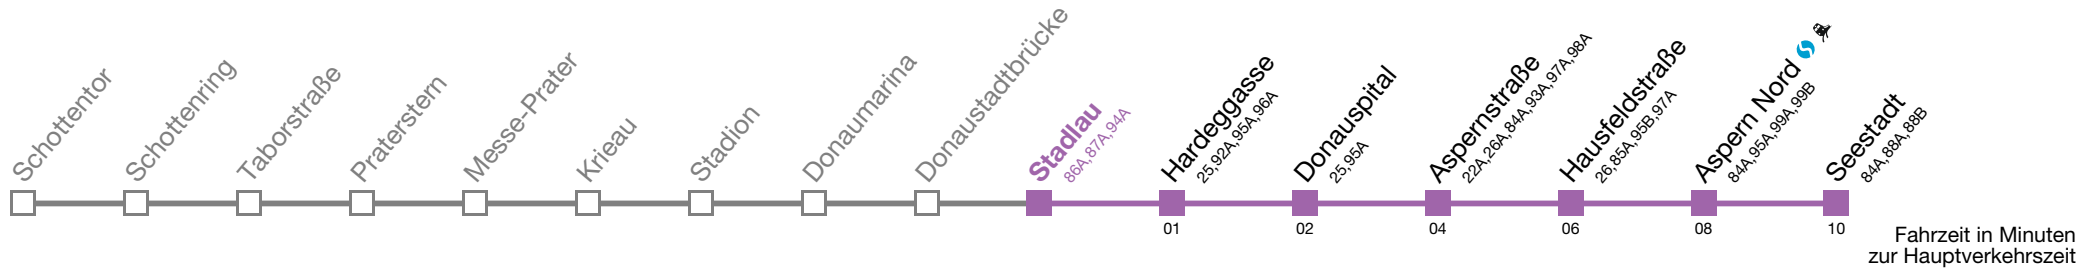 Schottentor
Schottenring
Taborstraße
Praterstern
Messe-Prater
Krieau
Stadion
Donaumarina
Donaustadtbrücke
Stadlau
86A,87A,94A
Hardeggasse
25,92A,95A,96A
Donauspital
25,95A
Aspernstraße
22A,26A,84A,93A,97A,98A
Hausfeldstraße
26,85A,95B,97A
Aspern Nord
84A,95A,99A,99B
Seestadt
84A,88A,88B
01
02
04
06
08
10
Fahrzeit in Minuten
zur Hauptverkehrszeit